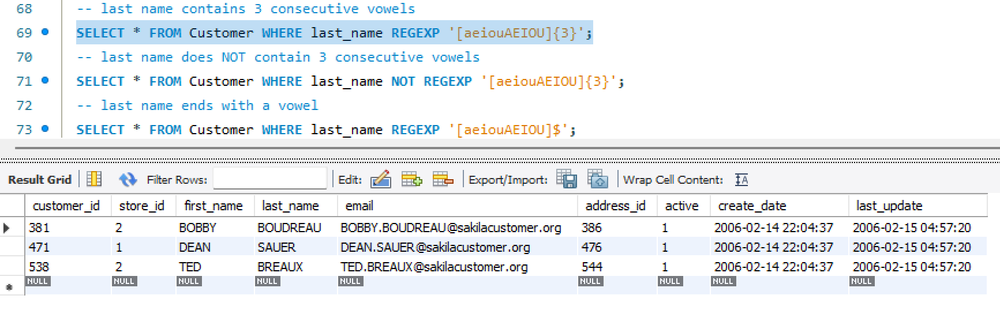 68 -- last name contains 3 consecutive vowels
69 SELECT * FROM Customer WHERE last_name REGEXP '[aeiouAEIOU]{3}';
70 -- last name does NOT contain 3 consecutive vowels
71 SELECT * FROM Customer WHERE last_name NOT REGEXP '[aeiouAEIOU]{3}';
72 -- last name ends with a vowel
73 SELECT * FROM Customer WHERE last_name REGEXP '[aeiouAEIOU]$';
Result Grid Filter Rows: Edit: Export/Import: Wrap Cell Content: IA
customer_id store_id first_name last_name email address_id active create_date last_update
381 2 BOBBY BOUDREAU BOBBY.BOUDREAU@sakilacustomer.org 386 1 2006-02-14 22:04:37 2006-02-15 04:57:20
471 1 DEAN SAUER DEAN.SAUER@sakilacustomer.org 476 1 2006-02-14 22:04:37 2006-02-15 04:57:20
538 2 TED BREAUX TED.BREAUX@sakilacustomer.org 544 1 2006-02-14 22:04:37 2006-02-15 04:57:20
NULL NULL NULL NULL NULL NULL NULL NULL NULL